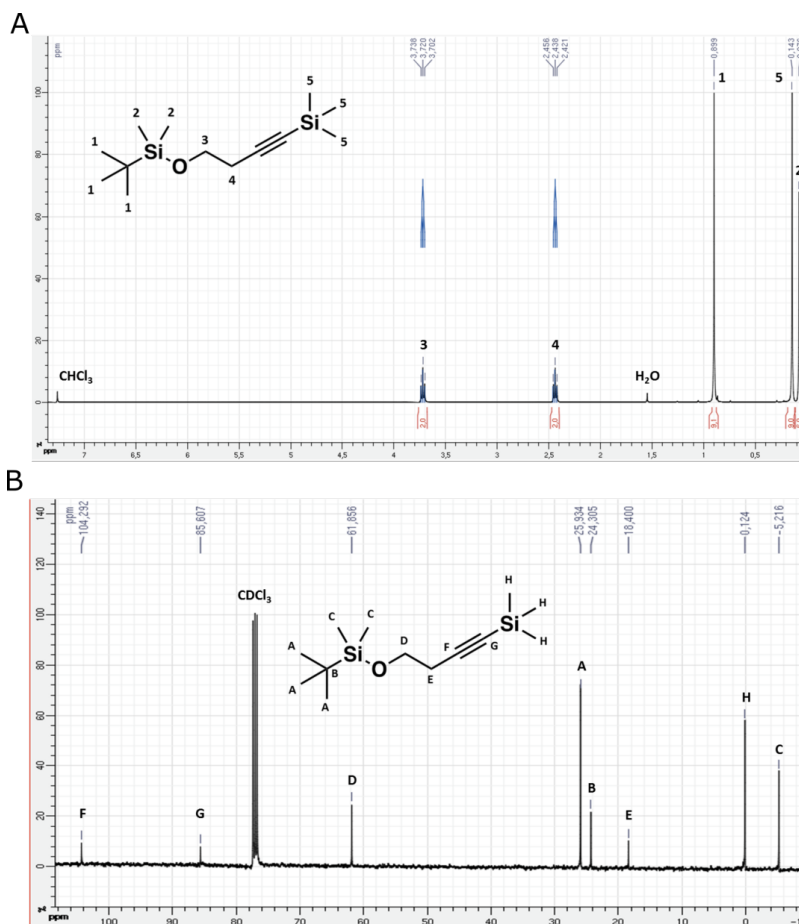 A
ppm
3,738
3,720
3,702
2,456
2,438
2,421
0,899
0,143
1
5
2
5
5
5
Si
2
2
Si
O
3
4
1
1
1
100
80
60
40
20
0
CHCl3
3
4
H2O
2.0
2.0
9.1
9.0
ppm
7
6,5
6
5,5
5
4,5
4
3,5
3
2,5
2
1,5
1
0,5
B
ppm
104,292
85,607
61,856
25,934
24,305
18,400
0,124
-5,216
140
120
100
80
60
40
20
0
CDCl3
H
H
H
Si
C
C
Si
O
D
E
F
G
A
A
A
B
F
G
D
A
B
E
H
C
ppm
100
90
80
70
60
50
40
30
20
10
0